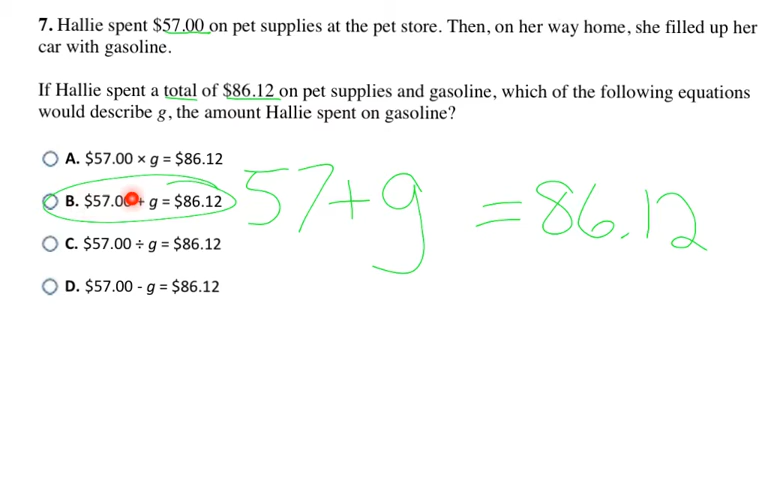 7. Hallie spent $57.00 on pet supplies at the pet store. Then, on her way home, she filled up her
car with gasoline.
If Hallie spent a total of $86.12 on pet supplies and gasoline, which of the following equations
would describe g, the amount Hallie spent on gasoline?
A. $57.00 × g = $86.12
B. $57.00 + g = $86.12
57+g = 86.12
C. $57.00 ÷ g = $86.12
D. $57.00 - g = $86.12